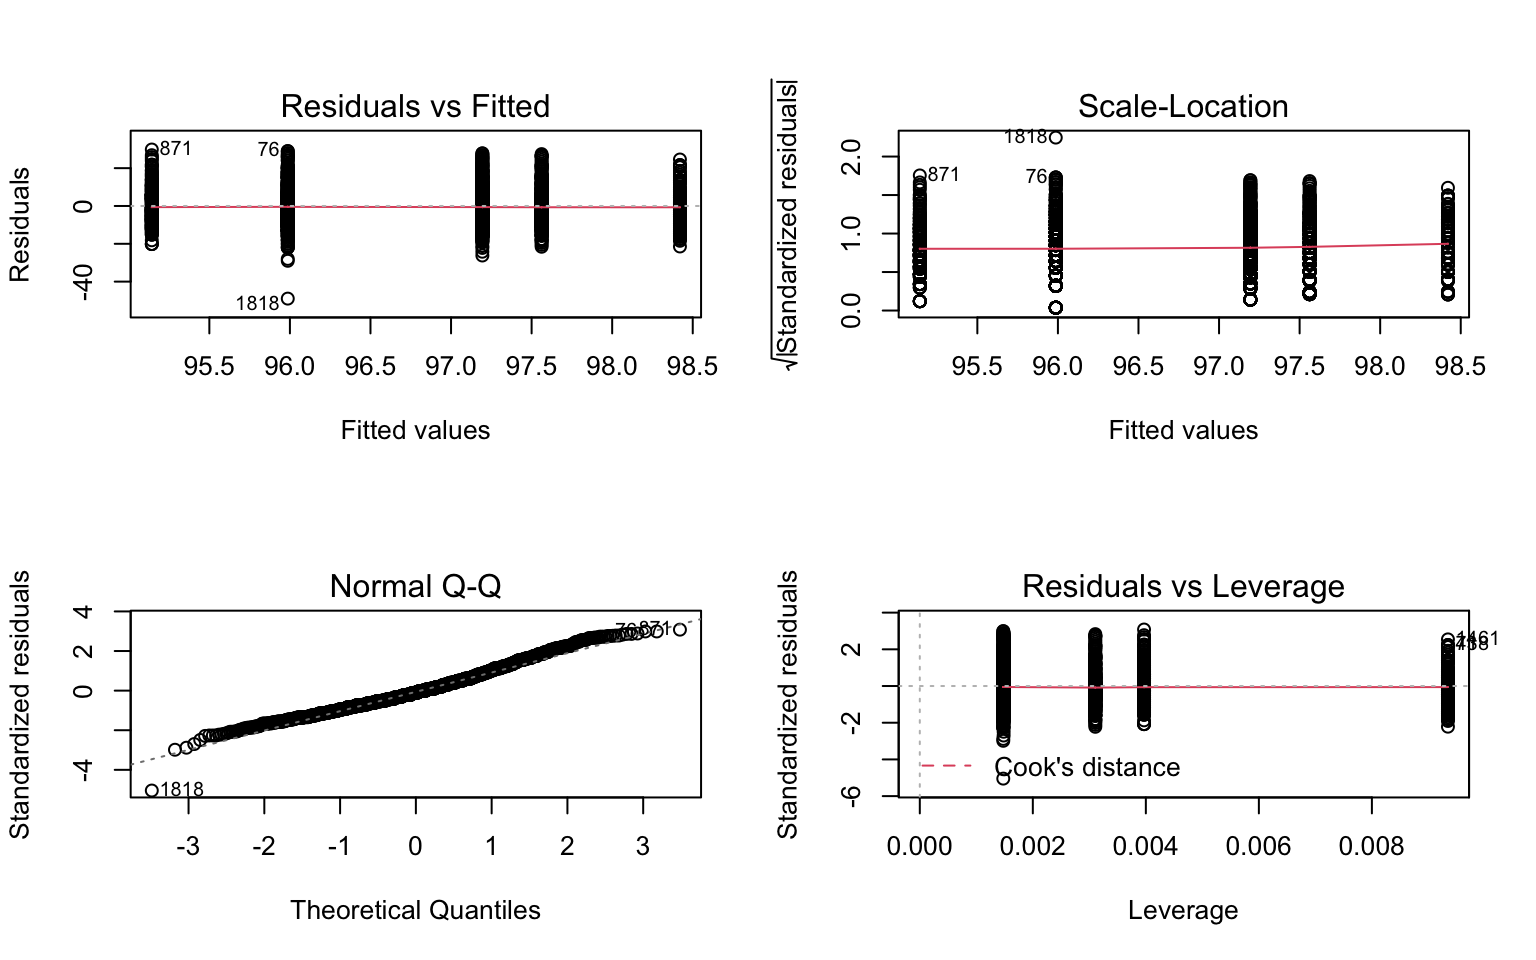 Residuals vs Fitted
Residuals
0
-40
871
76
1818
95.5 96.0 96.5 97.0 97.5 98.0 98.5
Fitted values
Scale-Location
√|Standardized residuals|
2.0
1.0
0.0
1818
871
76
95.5 96.0 96.5 97.0 97.5 98.0 98.5
Fitted values
Normal Q-Q
Standardized residuals
4
2
0
-4
76
871
1818
-3 -2 -1 0 1 2 3
Theoretical Quantiles
Residuals vs Leverage
Standardized residuals
2
-2
-6
1461
Cook's distance
0.000 0.002 0.004 0.006 0.008
Leverage